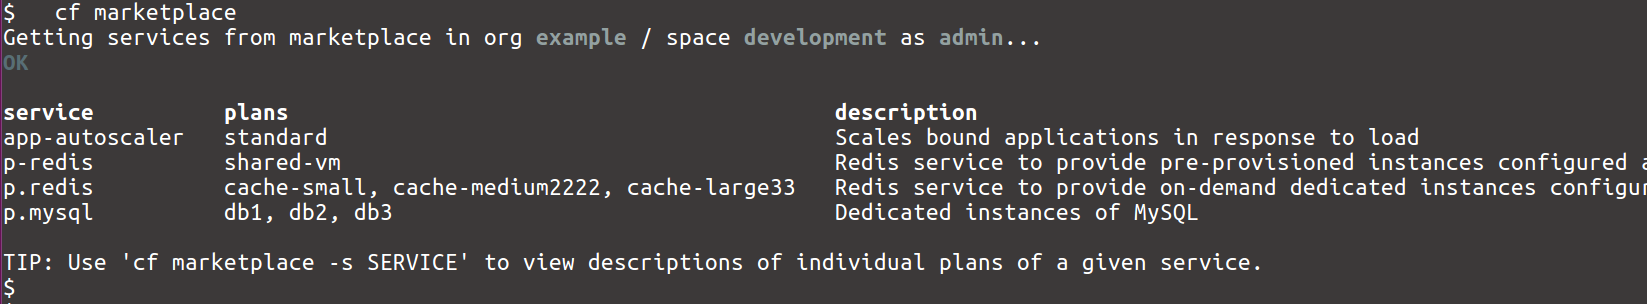 $   cf marketplace
Getting services from marketplace in org example / space development as admin...
OK
service          plans                                          description
app-autoscaler   standard                                       Scales bound applications in response to load
p-redis          shared-vm                                      Redis service to provide pre-provisioned instances configured
p.redis          cache-small, cache-medium2222, cache-large33   Redis service to provide on-demand dedicated instances
p.mysql          db1, db2, db3                                  Dedicated instances of MySQL
TIP: Use 'cf marketplace -s SERVICE' to view descriptions of individual plans of a given service.
$